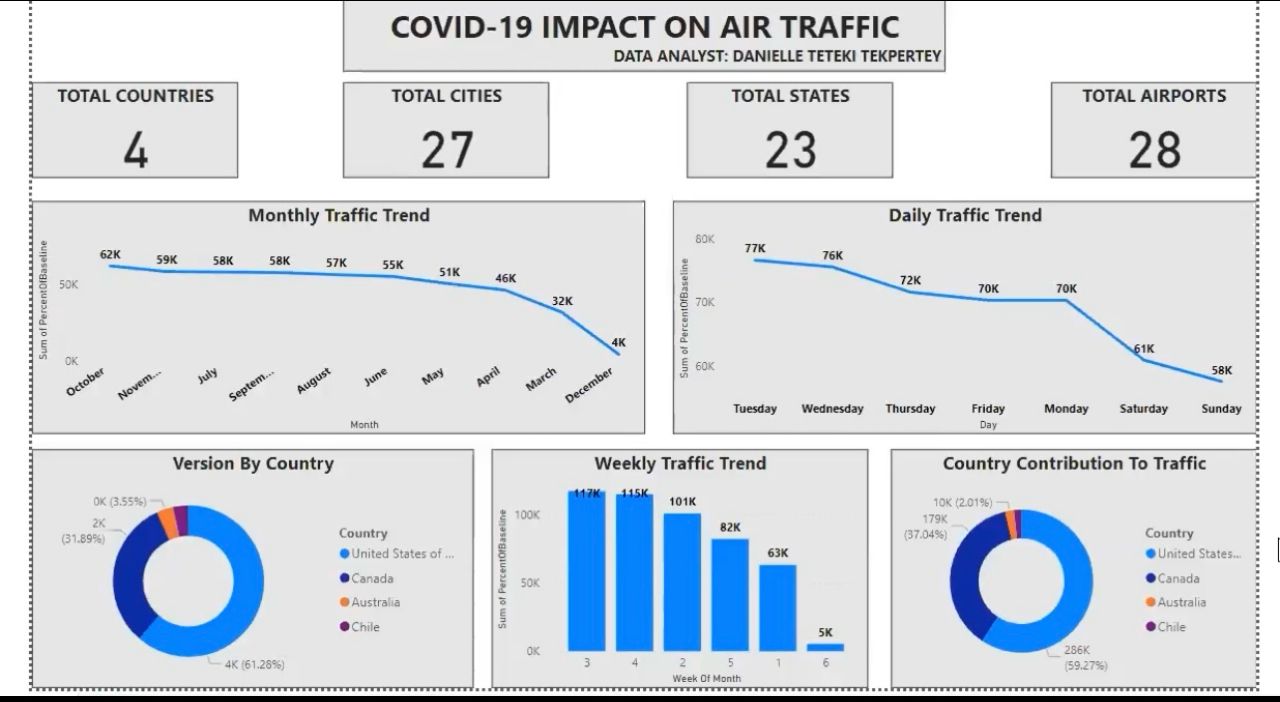 COVID-19 IMPACT ON AIR TRAFFIC
DATA ANALYST: DANIELLE TETEKI TEKPERTEY
TOTAL COUNTRIES
4
TOTAL CITIES
27
TOTAL STATES
23
TOTAL AIRPORTS
28
Monthly Traffic Trend
Sum of PercentOfBaseline
50K
0K
62K
59K
58K
58K
57K
55K
51K
46K
32K
4K
October
Novem...
July
Septem...
August
June
May
April
March
December
Month
Daily Traffic Trend
Sum of PercentOfBaseline
80K
70K
60K
77K
76K
72K
70K
70K
61K
58K
Tuesday
Wednesday
Thursday
Friday
Monday
Saturday
Sunday
Day
Version By Country
0K (3.55%)
2K
(31.89%)
4K (61.28%)
Country
United States of ...
Canada
Australia
Chile
Weekly Traffic Trend
Sum of PercentOfBaseline
100K
50K
0K
117K
115K
101K
82K
63K
5K
3
4
2
5
1
6
Week Of Month
Country Contribution To Traffic
10K (2.01%)
179K
(37.04%)
286K
(59.27%)
Country
United States...
Canada
Australia
Chile